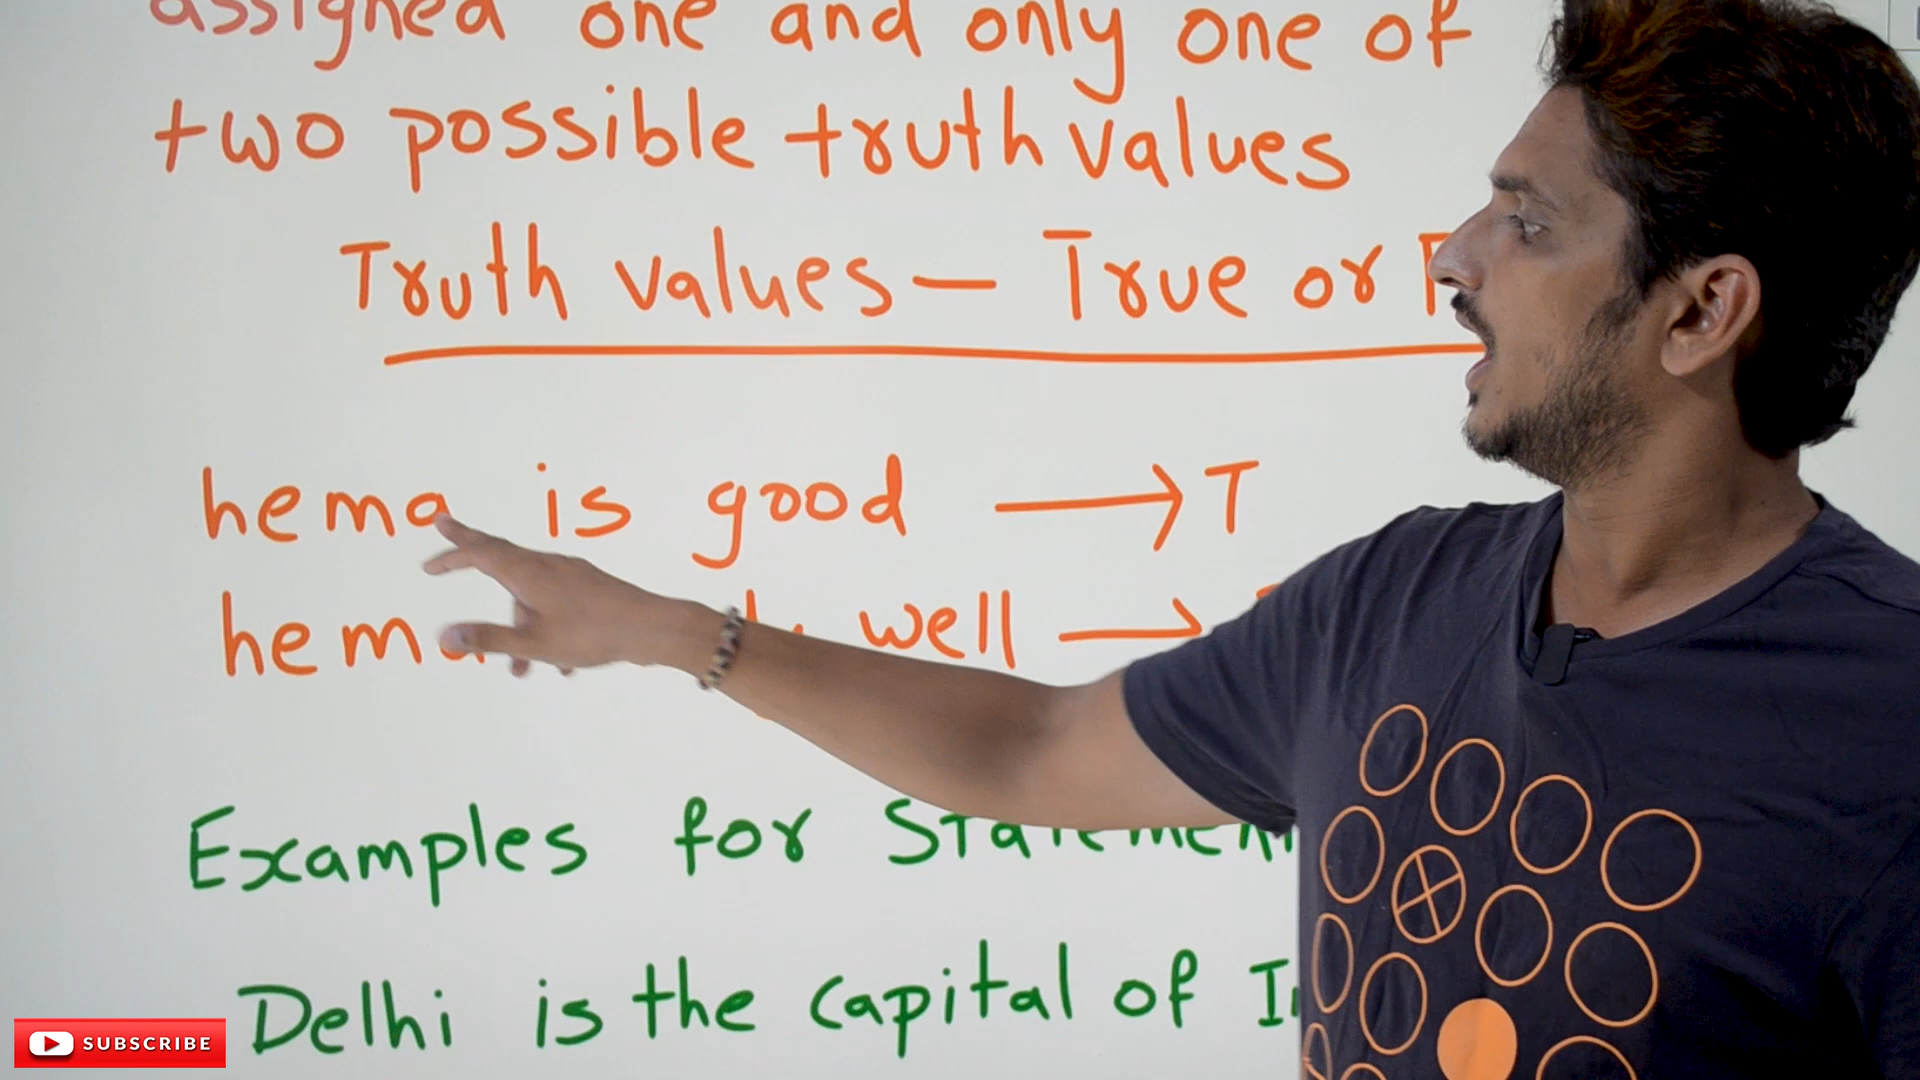 assigned one and only one of
two possible truth values
Truth values — True or
hema is good → T
hema well →
Examples for
Delhi is the capital of
SUBSCRIBE